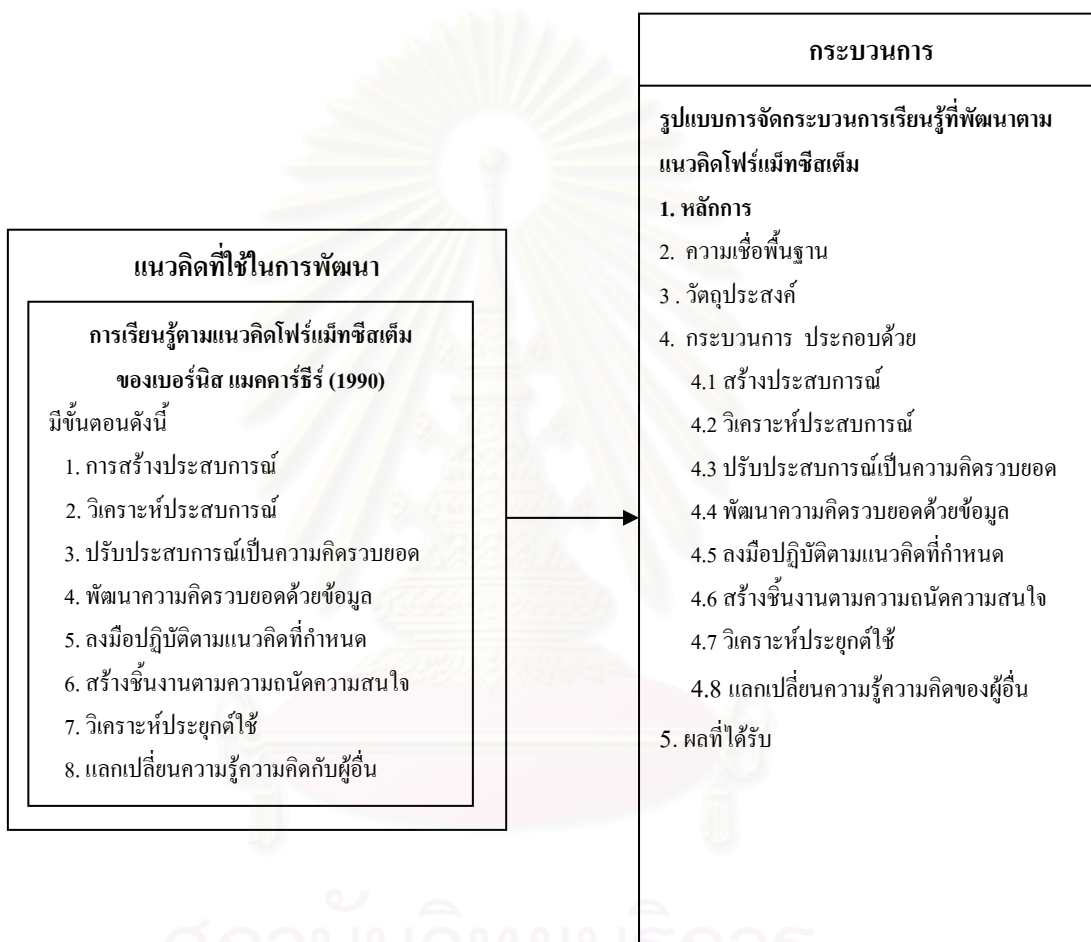 แนวคิดที่ใช้ในการพัฒนา
การเรียนรู้ตามแนวคิดโฟร์แม็ทซีสเต็ม
ของเบอร์นิส แมคคาร์ธีร์ (1990)
มีขั้นตอนดังนี้
1. การสร้างประสบการณ์
2. วิเคราะห์ประสบการณ์
3. ปรับประสบการณ์เป็นความคิดรวบยอด
4. พัฒนาความคิดรวบยอดด้วยข้อมูล
5. ลงมือปฏิบัติตามแนวคิดที่กำหนด
6. สร้างชิ้นงานตามความถนัดความสนใจ
7. วิเคราะห์ประยุกต์ใช้
8. แลกเปลี่ยนความรู้ความคิดกับผู้อื่น
กระบวนการ
รูปแบบการจัดกระบวนการเรียนรู้ที่พัฒนาตาม
แนวคิดโฟร์แม็ทซีสเต็ม
1. หลักการ
2. ความเชื่อพื้นฐาน
3 . วัตถุประสงค์
4. กระบวนการ ประกอบด้วย
4.1 สร้างประสบการณ์
4.2 วิเคราะห์ประสบการณ์
4.3 ปรับประสบการณ์เป็นความคิดรวบยอด
4.4 พัฒนาความคิดรวบยอดด้วยข้อมูล
4.5 ลงมือปฏิบัติตามแนวคิดที่กำหนด
4.6 สร้างชิ้นงานตามความถนัดความสนใจ
4.7 วิเคราะห์ประยุกต์ใช้
4.8 แลกเปลี่ยนความรู้ความคิดของผู้อื่น
5. ผลที่ได้รับ
สถาบันวิทยบริการ